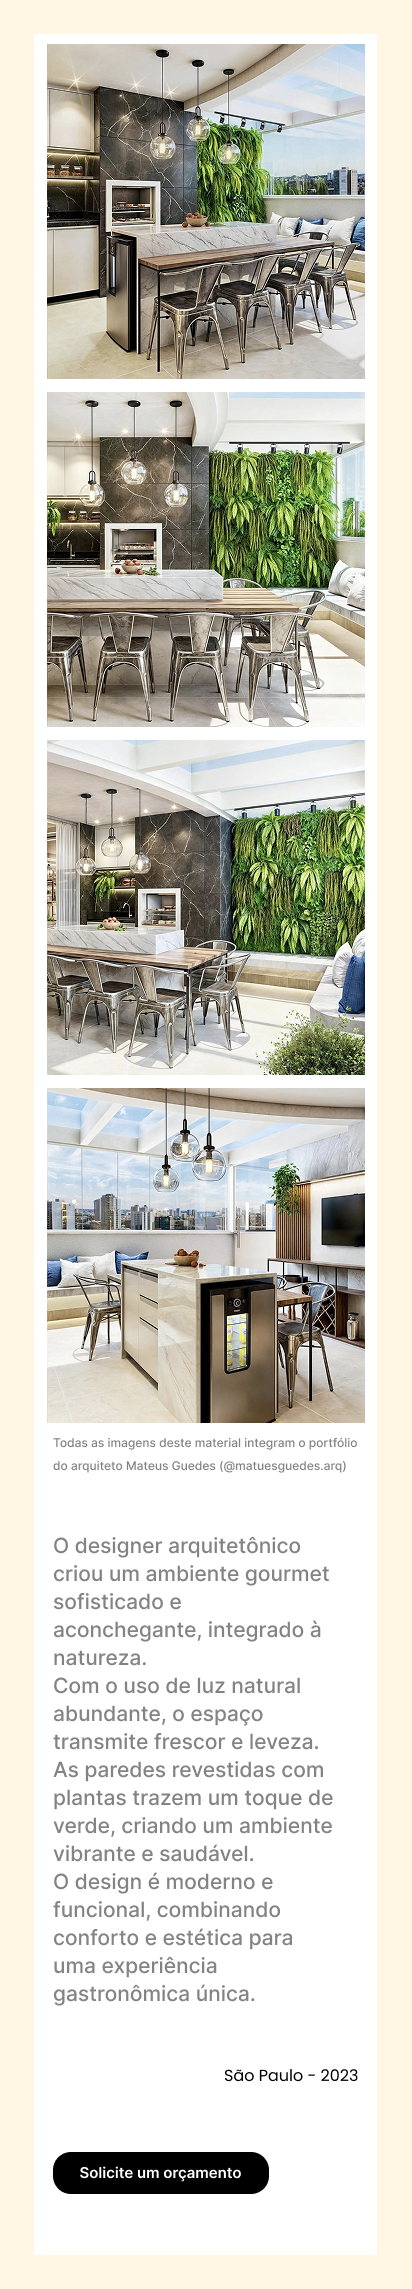 Todas as imagens deste material integram o portfólio
do arquiteto Mateus Guedes (@matuesguedes.arq)
O designer arquitetônico
criou um ambiente gourmet
sofisticado e
aconchegante, integrado à
natureza.
Com o uso de luz natural
abundante, o espaço
transmite frescor e leveza.
As paredes revestidas com
plantas trazem um toque de
verde, criando um ambiente
vibrante e saudável.
O design é moderno e
funcional, combinando
conforto e estética para
uma experiência
gastronômica única.
São Paulo - 2023
Solicite um orçamento